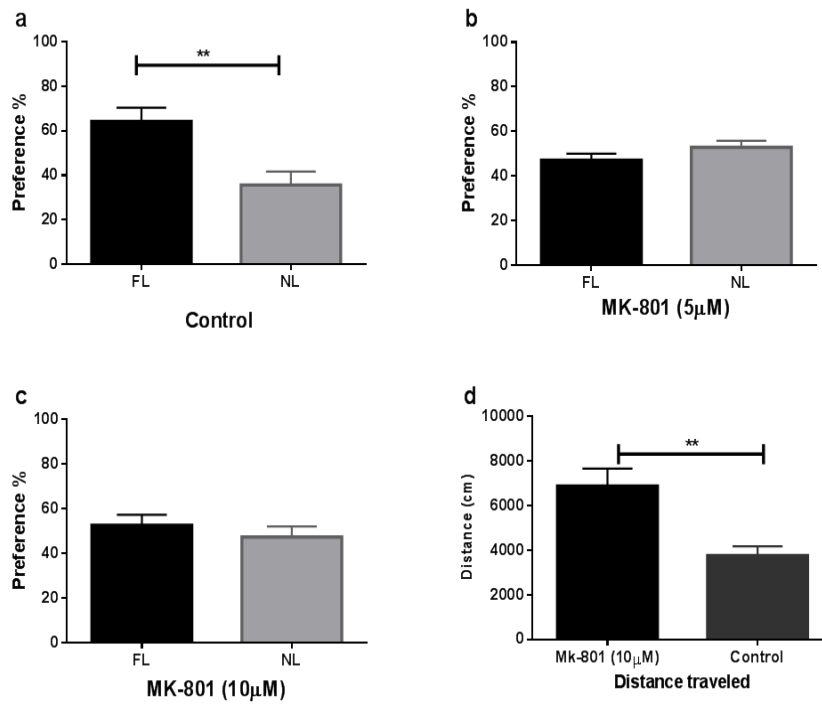 a
100
80
60
40
20
0
Preference %
**
FL NL
Control
b
100
80
60
40
20
0
Preference %
FL NL
MK-801 (5μM)
c
100
80
60
40
20
0
Preference %
FL NL
MK-801 (10μM)
d
10000
8000
6000
4000
2000
0
Distance (cm)
**
Mk-801 (10μM) Control
Distance traveled